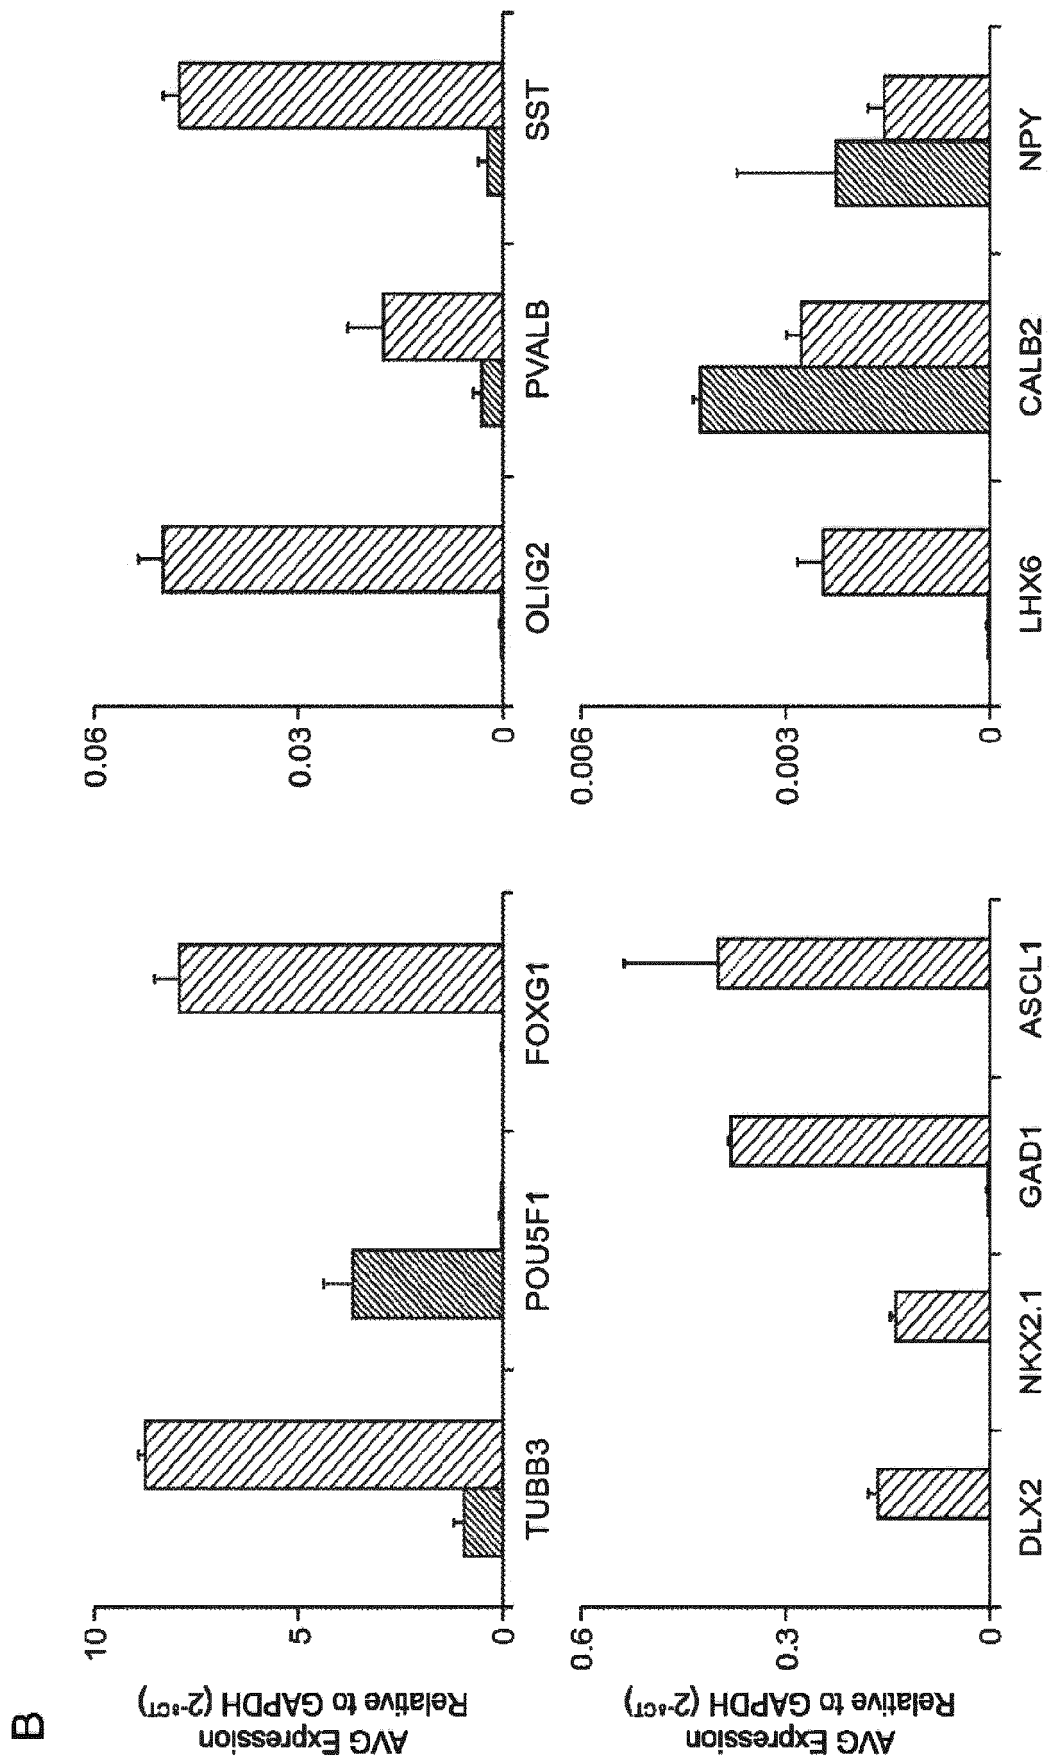 B
AVG Expression
Relative to GAPDH (2⁻ᵟCT)
10
5
0
TUBB3
POU5F1
FOXG1
0.06
0.03
0
OLIG2
PVALB
SST
AVG Expression
Relative to GAPDH (2⁻ᵟCT)
0.6
0.3
0
DLX2
NKX2.1
GAD1
ASCL1
0.006
0.003
0
LHX6
CALB2
NPY